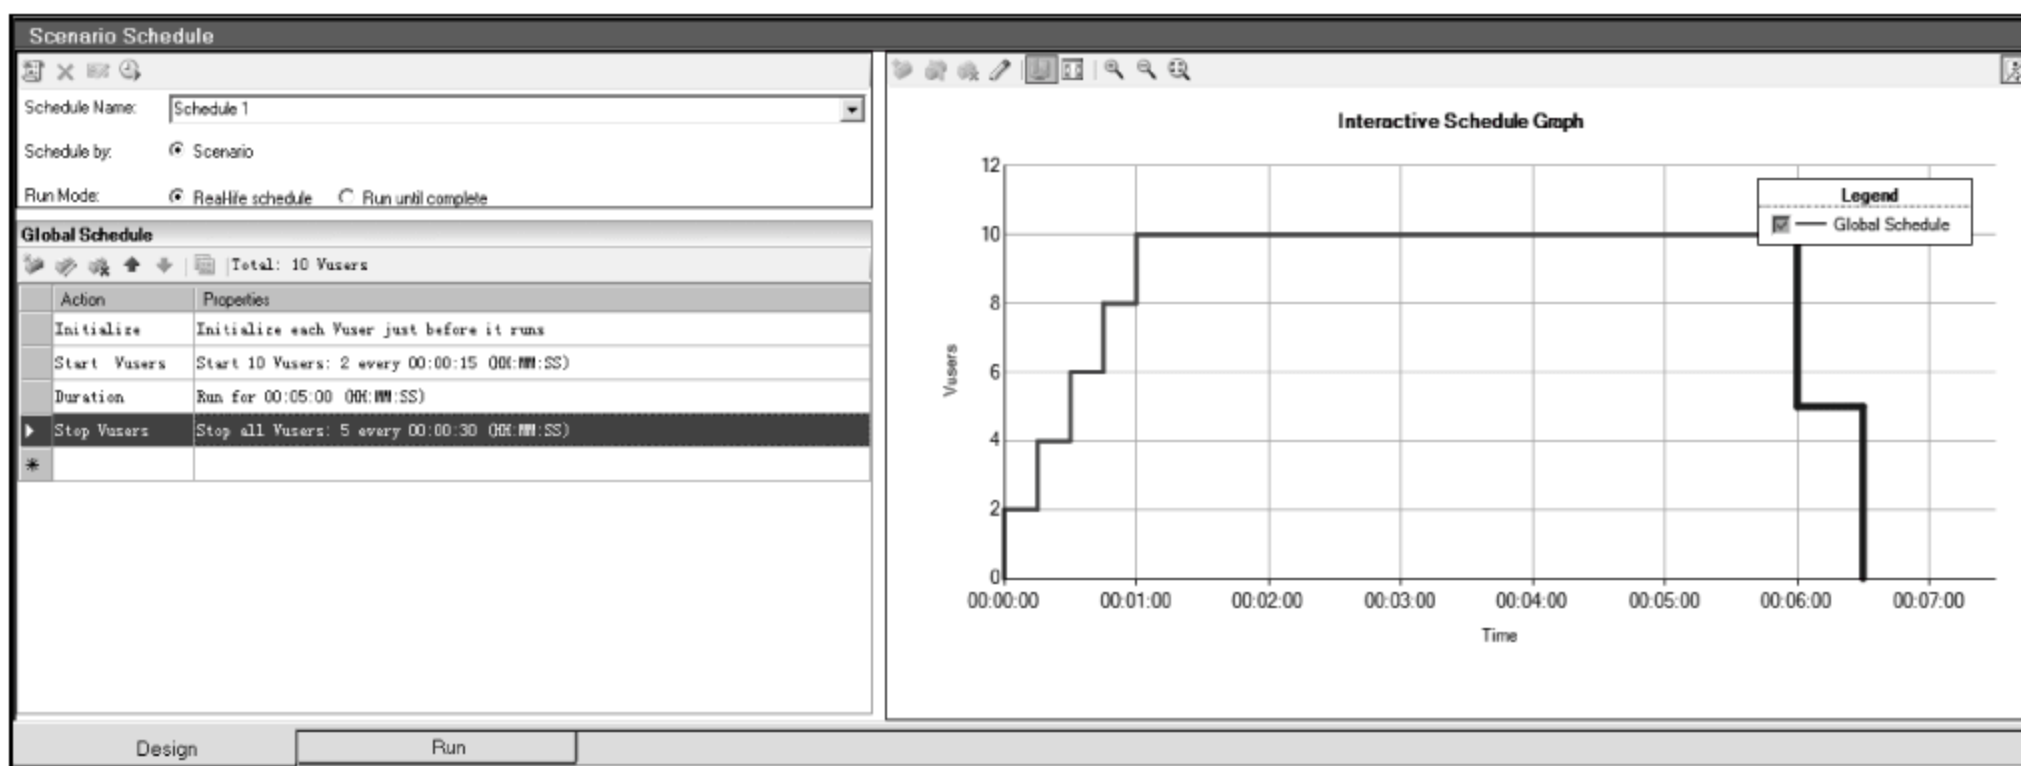 Scenario Schedule
Schedule Name: Schedule 1
Schedule by: Scenario
Run Mode: Real-life schedule Run until complete
Global Schedule
Total: 10 Vusers
Action Properties
Initialize Initialize each Vuser just before it runs
Start Vusers Start 10 Vusers: 2 every 00:00:15 (HH:MM:SS)
Duration Run for 00:05:00 (HH:MM:SS)
Stop Vusers Stop all Vusers: 5 every 00:00:30 (HH:MM:SS)
Design Run
Interactive Schedule Graph
Legend
Global Schedule
12
10
8
6
4
2
0
Vusers
00:00:00 00:01:00 00:02:00 00:03:00 00:04:00 00:05:00 00:06:00 00:07:00
Time